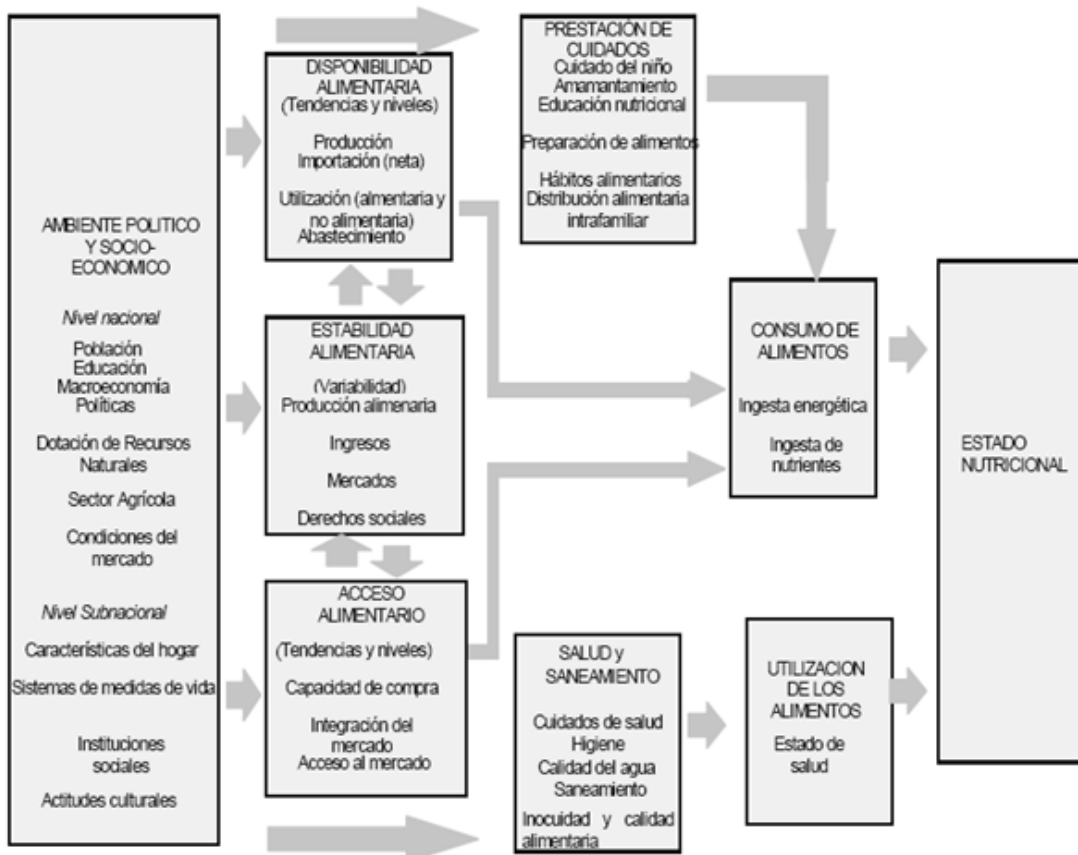 AMBIENTE POLITICO
Y SOCIO-
ECONOMICO
Nivel nacional
Población
Educación
Macroeconomía
Políticas
Dotación de Recursos
Naturales
Sector Agrícola
Condiciones del
mercado
Nivel Subnacional
Características del hogar
Sistemas de medidas de vida
Instituciones
sociales
Actitudes culturales
DISPONIBILIDAD
ALIMENTARIA
(Tendencias y niveles)
Producción
Importación (neta)
Utilización (almentaria y
no alimentaria)
Abastecimiento
ESTABILIDAD
ALIMENTARIA
(Variabilidad)
Producción alimenaria
Ingresos
Mercados
Derechos sociales
ACCESO
ALIMENTARIO
(Tendencias y niveles)
Capacidad de compra
Integración del
mercado
Acceso al mercado
PRESTACIÓN DE
CUIDADOS
Cuidado del niño
Amamantamiento
Educación nutricional
Preparación de alimentos
Hábitos alimentarios
Distribución alimentaria
intrafamiliar
SALUD y
SANEAMIENTO
Cuidados de salud
Higiene
Calidad del agua
Saneamiento
Inocuidad y calidad
alimentaria
CONSUMO DE
ALIMENTOS
Ingesta energética
Ingesta de
nutrientes
UTILIZACION
DE LOS
ALIMENTOS
Estado de
salud
ESTADO
NUTRICIONAL